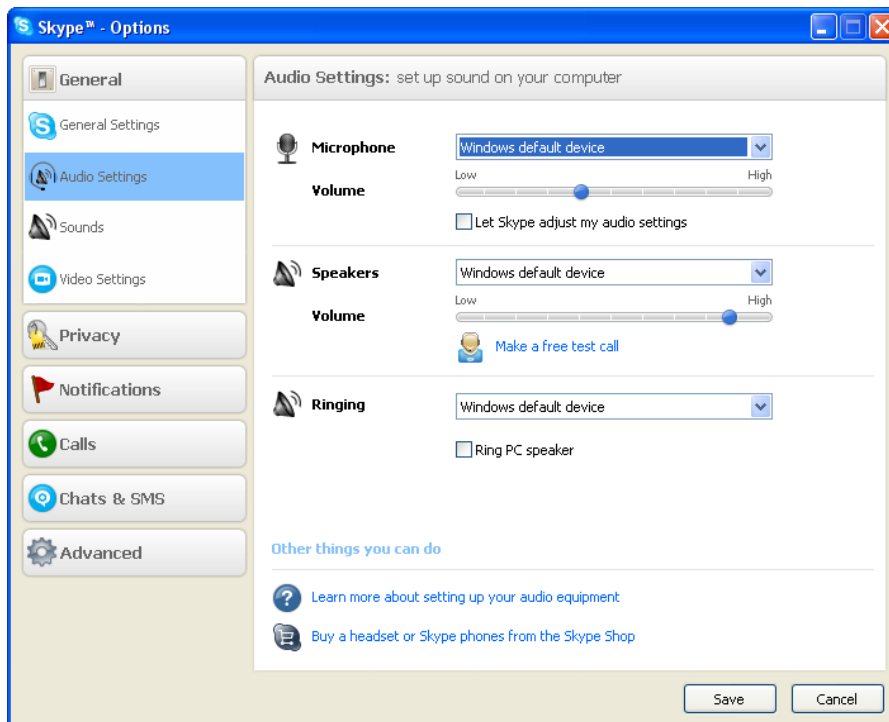 Skype™ - Options
General
General Settings
Audio Settings
Sounds
Video Settings
Privacy
Notifications
Calls
Chats & SMS
Advanced
Audio Settings: set up sound on your computer
Microphone Windows default device
Low High
Volume
Let Skype adjust my audio settings
Speakers Windows default device
Low High
Volume
Make a free test call
Ringing Windows default device
Ring PC speaker
Other things you can do
Learn more about setting up your audio equipment
Buy a headset or Skype phones from the Skype Shop
Save Cancel